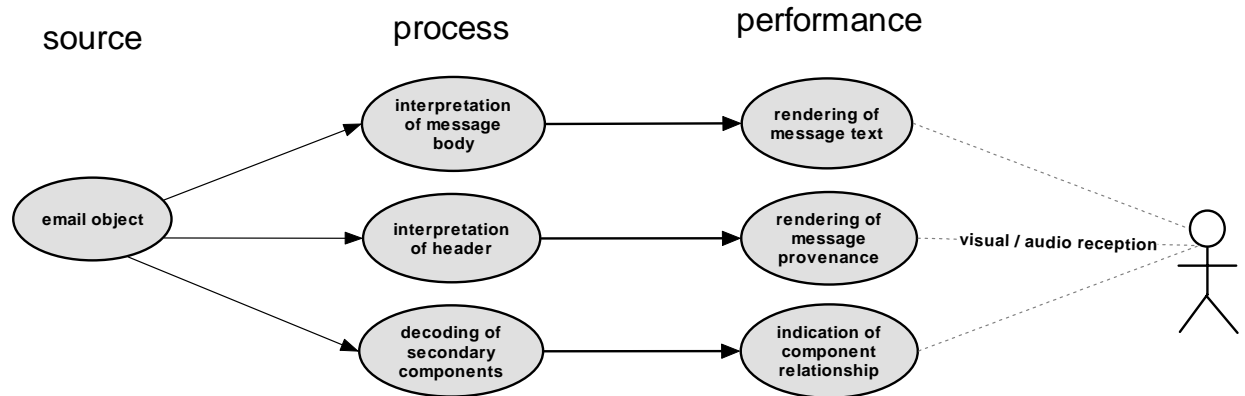 source
process
performance
interpretation
of message
body
rendering of
message text
email object
interpretation
of header
rendering of
message
provenance
visual / audio reception
decoding of
secondary
components
indication of
component
relationship